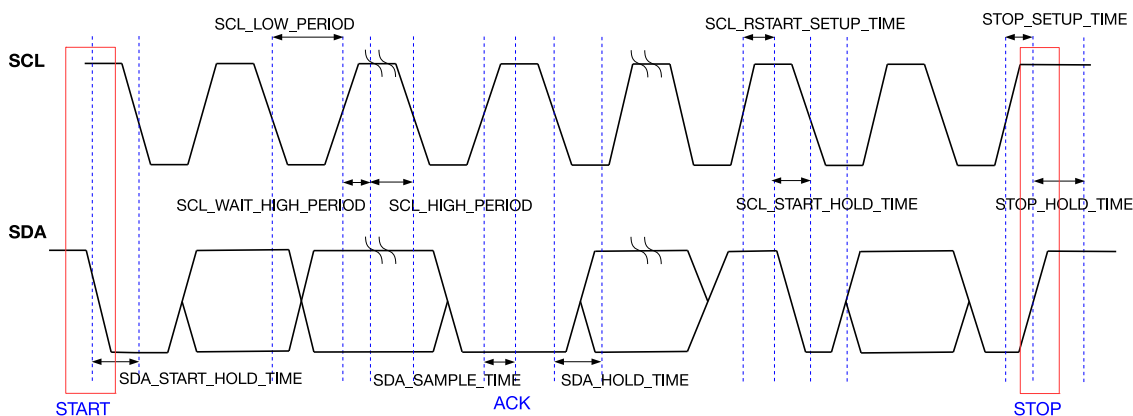 SCL_LOW_PERIOD
SCL_RSTART_SETUP_TIME
STOP_SETUP_TIME
SCL
SCL_WAIT_HIGH_PERIOD
SCL_HIGH_PERIOD
SCL_START_HOLD_TIME
STOP_HOLD_TIME
SDA
SDA_START_HOLD_TIME
SDA_SAMPLE_TIME
SDA_HOLD_TIME
START
ACK
STOP